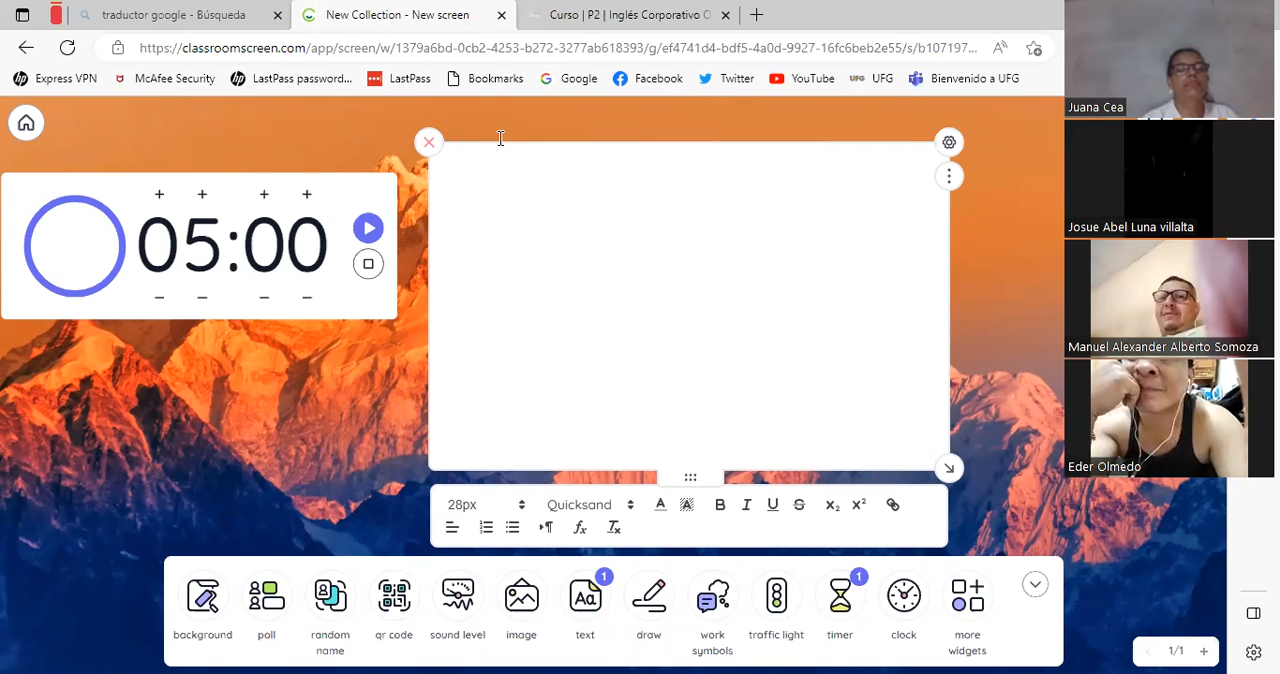 traductor google - Búsqueda
New Collection - New screen
Curso | P2 | Inglés Corporativo
https://classroomscreen.com/app/screen/w/1379a6bd-0cb2-4253-b272-3277ab618393/g/ef4741d4-bdf5-4a0d-9927-16fc6beb2e55/s/b107197...
Express VPN
McAfee Security
LastPass password...
LastPass
Bookmarks
Google
Facebook
Twitter
YouTube
UFG
Bienvenido a UFG
Juana Cea
Josue Abel Luna villalta
Manuel Alexander Alberto Somoza
Eder Olmedo
05:00
28px
Quicksand
background
poll
random name
qr code
sound level
image
text
1
draw
work symbols
traffic light
timer
1
clock
more widgets
1/1